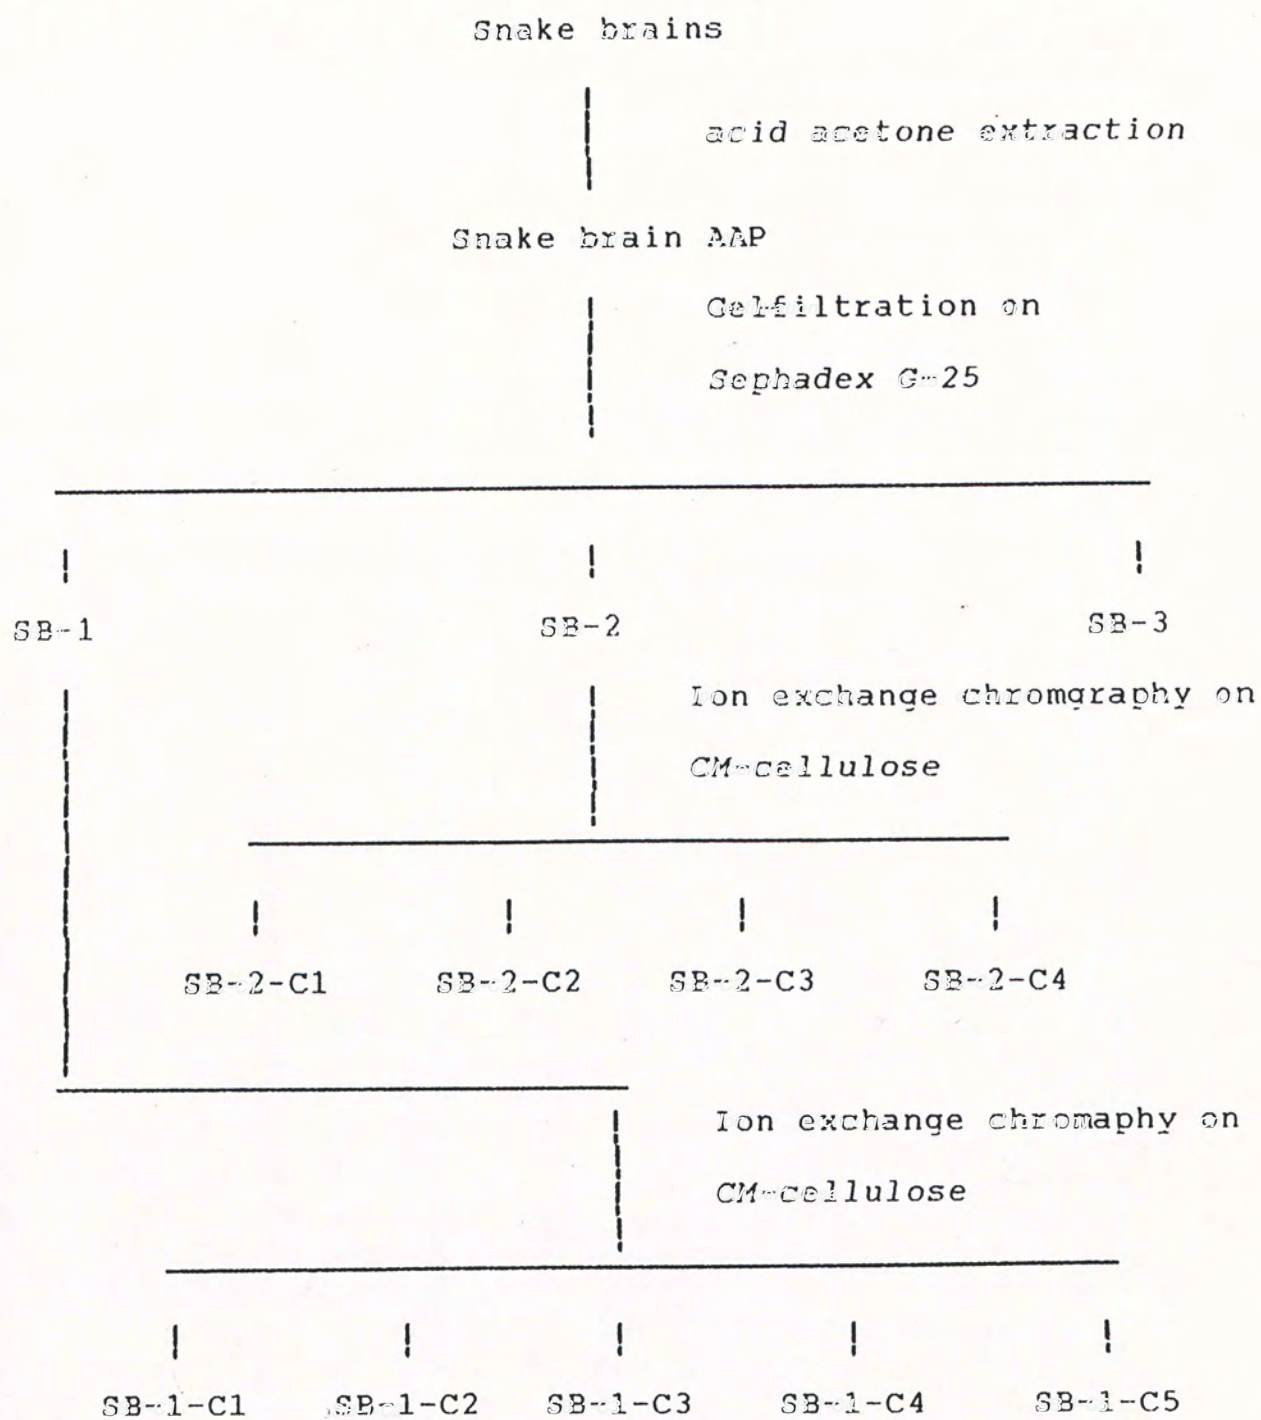 Snake brains
acid acetone extraction
Snake brain AAP
Gelfiltration on
Sephadex G-25
SB-1 SB-2 SB-3
Ion exchange chromgraphy on
CM-cellulose
SB-2-C1 SB-2-C2 SB-2-C3 SB-2-C4
Ion exchange chromaphy on
CM-cellulose
SB-1-C1 SB-1-C2 SB-1-C3 SB-1-C4 SB-1-C5